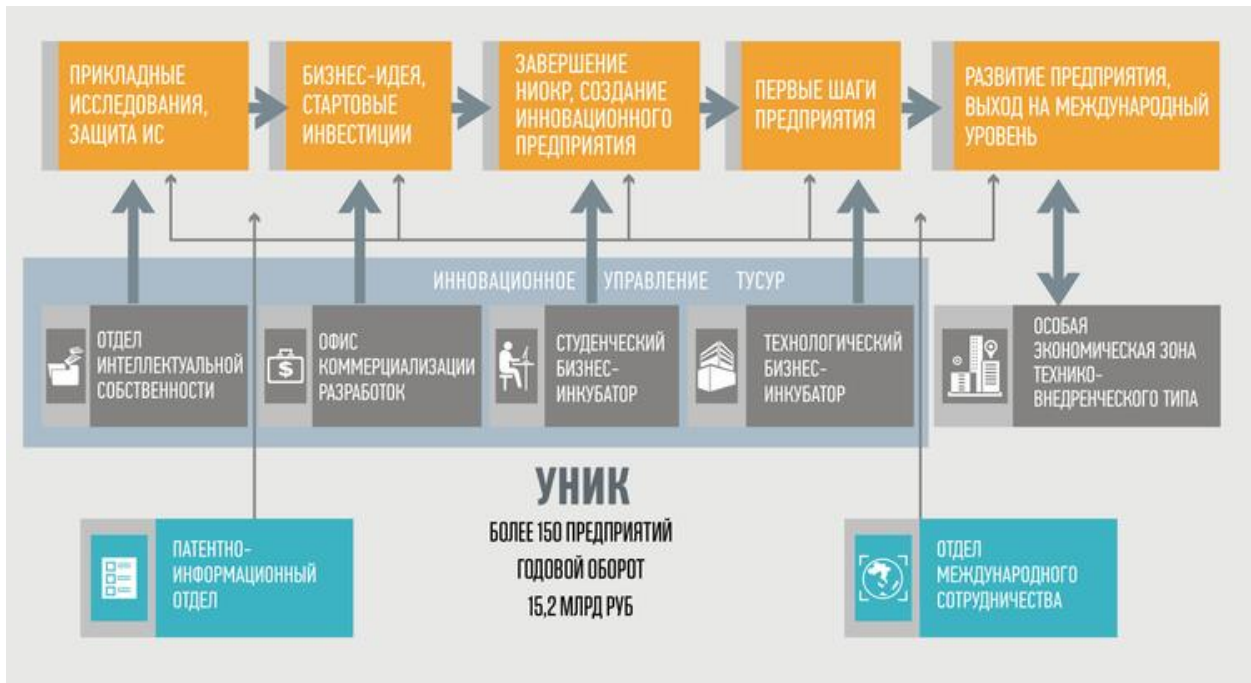 ПРИКЛАДНЫЕ
ИССЛЕДОВАНИЯ,
ЗАЩИТА ИС
БИЗНЕС-ИДЕЯ,
СТАРТОВЫЕ
ИНВЕСТИЦИИ
ЗАВЕРШЕНИЕ
НИОКР, СОЗДАНИЕ
ИННОВАЦИОННОГО
ПРЕДПРИЯТИЯ
ПЕРВЫЕ ШАГИ
ПРЕДПРИЯТИЯ
РАЗВИТИЕ ПРЕДПРИЯТИЯ,
ВЫХОД НА МЕЖДУНАРОДНЫЙ
УРОВЕНЬ
ИННОВАЦИОННОЕ УПРАВЛЕНИЕ ТУСУР
ОТДЕЛ
ИНТЕЛЛЕКТУАЛЬНОЙ
СОБСТВЕННОСТИ
$
ОФИС
КОММЕРЦИАЛИЗАЦИИ
РАЗРАБОТОК
СТУДЕНЧЕСКИЙ
БИЗНЕС-
ИНКУБАТОР
ТЕХНОЛОГИЧЕСКИЙ
БИЗНЕС-
ИНКУБАТОР
ОСОБАЯ
ЭКОНОМИЧЕСКАЯ ЗОНА
ТЕХНИКО-
ВНЕДРЕНЧЕСКОГО ТИПА
УНИК
БОЛЕЕ 150 ПРЕДПРИЯТИЙ
ГОДОВОЙ ОБОРОТ
15,2 МЛРД РУБ
ПАТЕНТНО-
ИНФОРМАЦИОННЫЙ
ОТДЕЛ
ОТДЕЛ
МЕЖДУНАРОДНОГО
СОТРУДНИЧЕСТВА